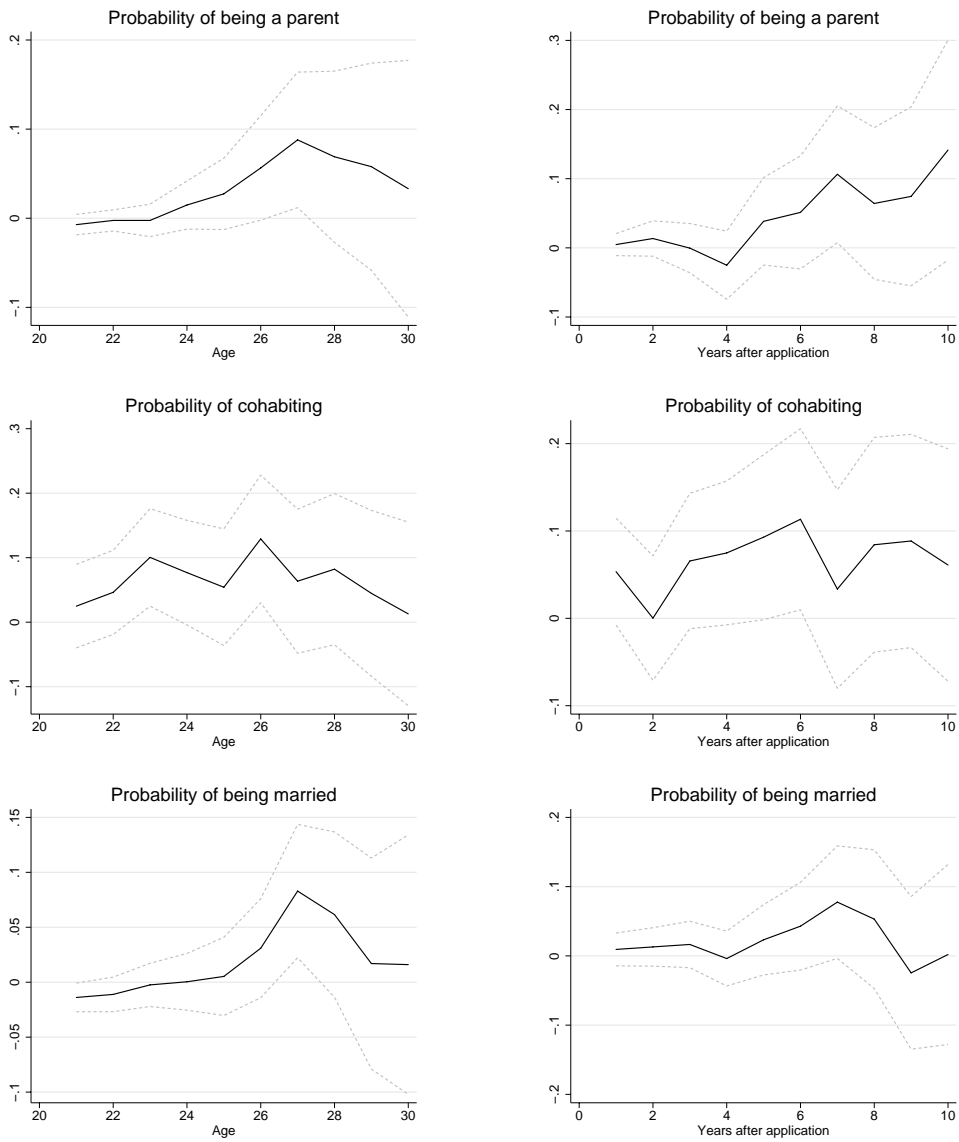 Probability of being a parent
.2
.1
0
−.1
20 22 24 26 28 30
Age
Probability of being a parent
.3
.2
.1
0
−.1
0 2 4 6 8 10
Years after application
Probability of cohabiting
.3
.2
.1
0
−.1
20 22 24 26 28 30
Age
Probability of cohabiting
.2
.1
0
−.1
0 2 4 6 8 10
Years after application
Probability of being married
.15
.1
.05
0
−.05
−.1
20 22 24 26 28 30
Age
Probability of being married
.2
.1
0
−.1
−.2
0 2 4 6 8 10
Years after application